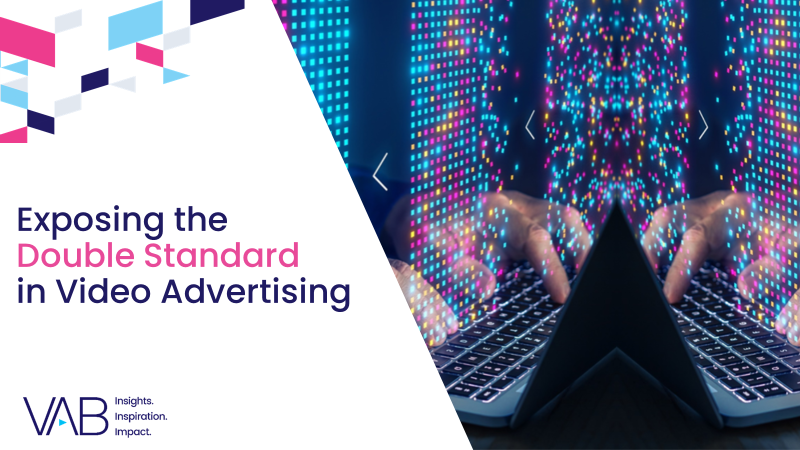 Exposing the
Double Standard
in Video Advertising
VAB
Insights.
Inspiration.
Impact.